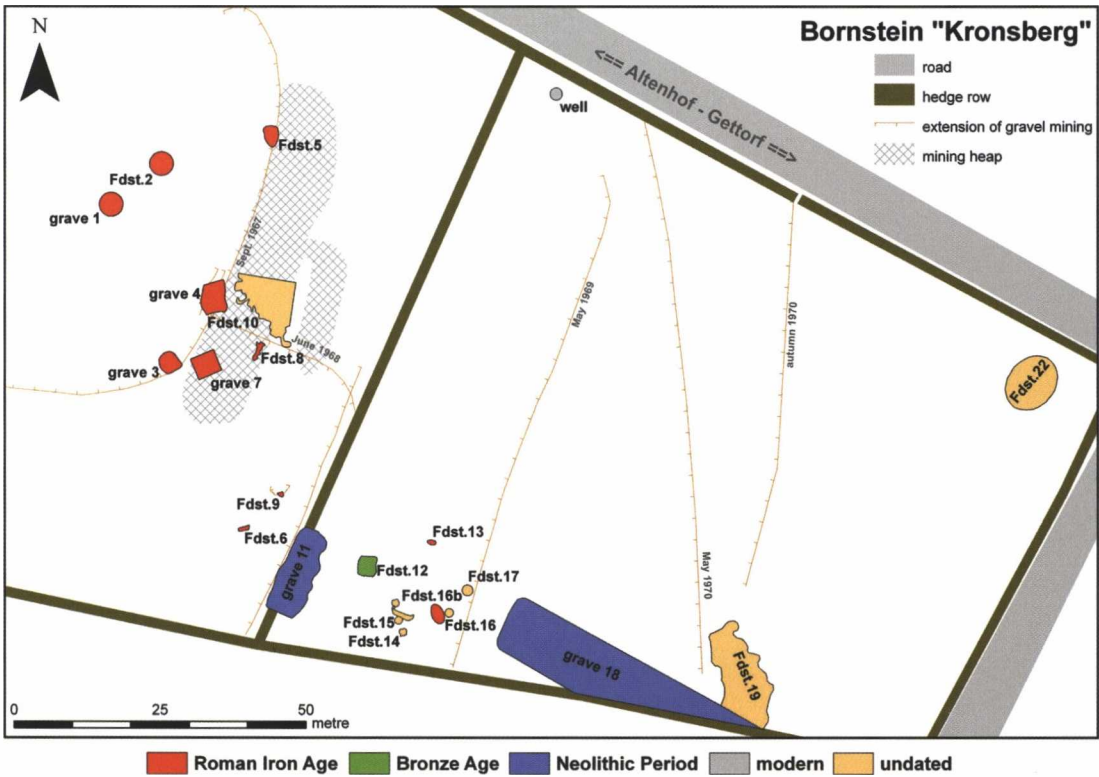 N
Bornstein "Kronsberg"
road
hedge row
extension of gravel mining
mining heap
<== Altenhof - Gettorf ==>
well
Fdst.5
Fdst.2
grave 1
Sept. 1967
grave 4
Fdst.10
June 1968
Fdst.8
grave 3
grave 7
May 1969
autumn 1970
Fdst.22
Fdst.9
Fdst.6
grave 11
Fdst.13
Fdst.12
Fdst.17
Fdst.16b
Fdst.15
Fdst.16
Fdst.14
May 1970
grave 18
Fdst.19
0 25 50
metre
Roman Iron Age Bronze Age Neolithic Period modern undated